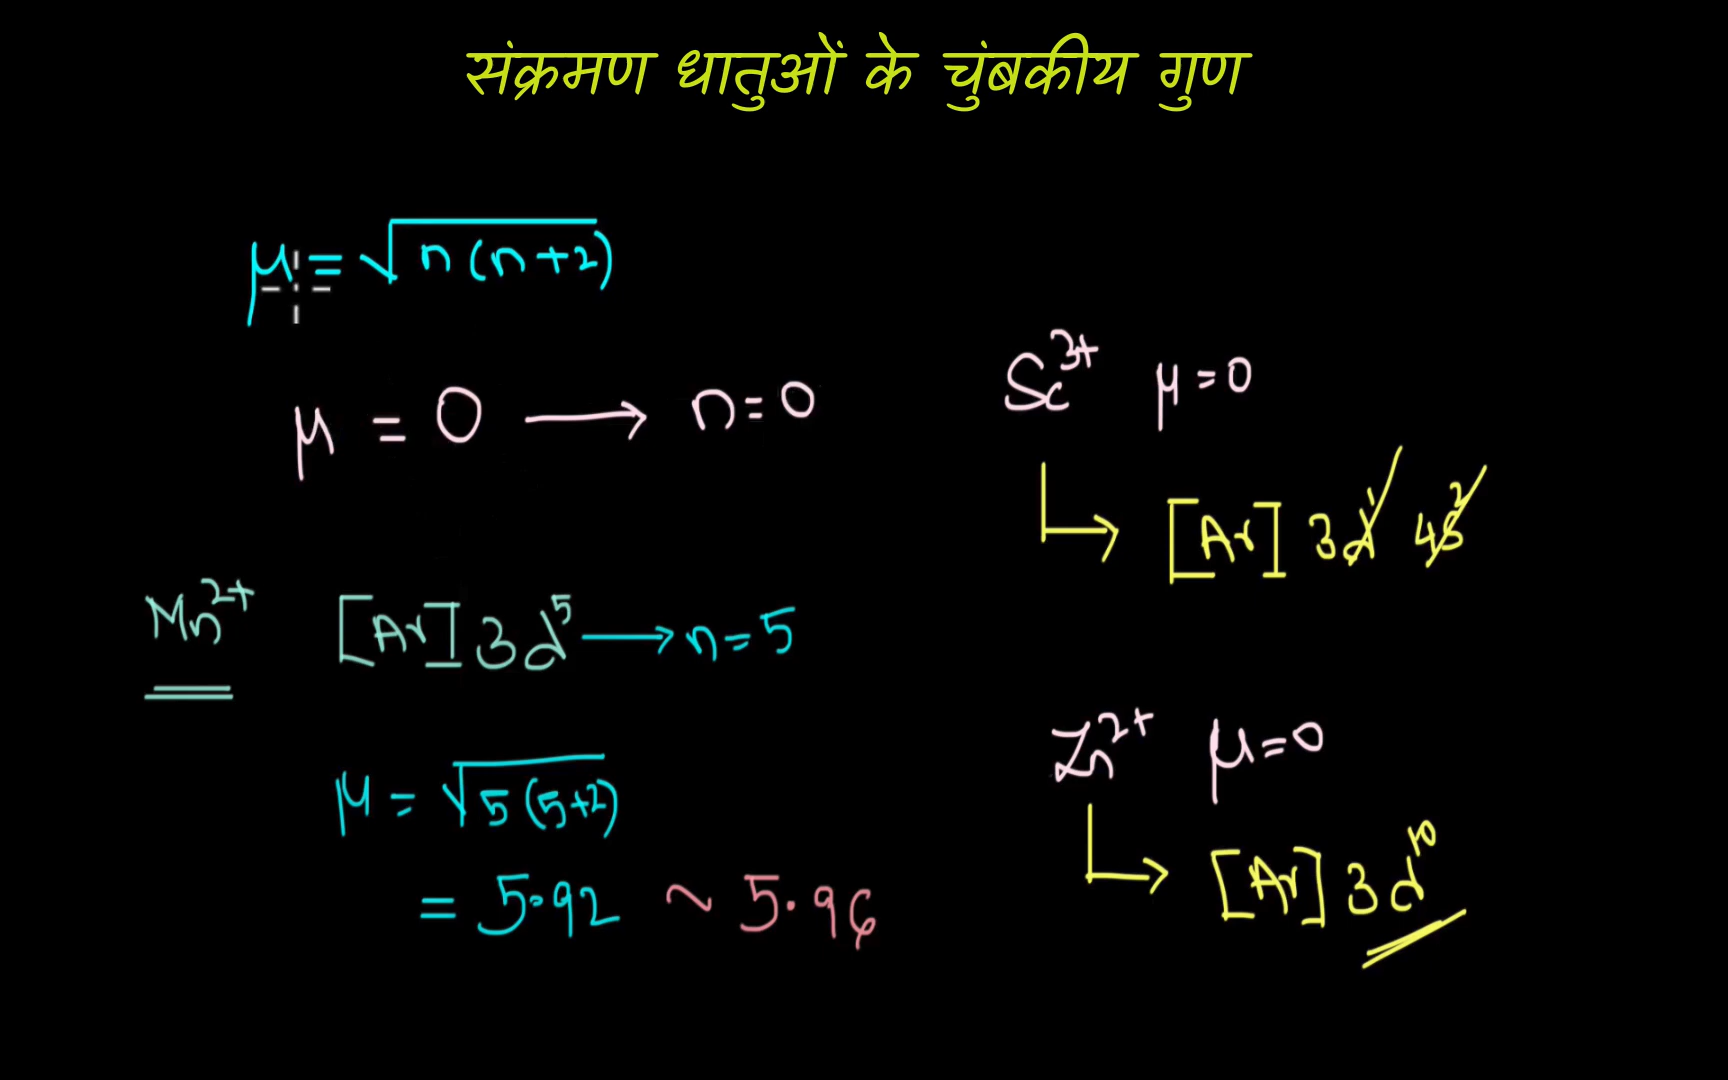 संक्रमण धातुओं के चुंबकीय गुण
μ = √n(n+2)
μ = 0 → n=0
Sc³⁺ μ=0
[Ar] 3d¹ 4s²
Mn²⁺ [Ar] 3d⁵ → n=5
μ = √5(5+2)
= 5.92 ~ 5.96
Zn²⁺ μ=0
[Ar] 3d¹⁰